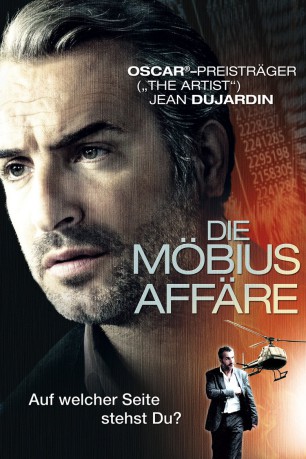 OSCAR®-PREISTRÄGER
(„THE ARTIST“)
JEAN DUJARDIN
DIE
MÖBIUS
AFFÄRE
Auf welcher Seite
stehst Du?